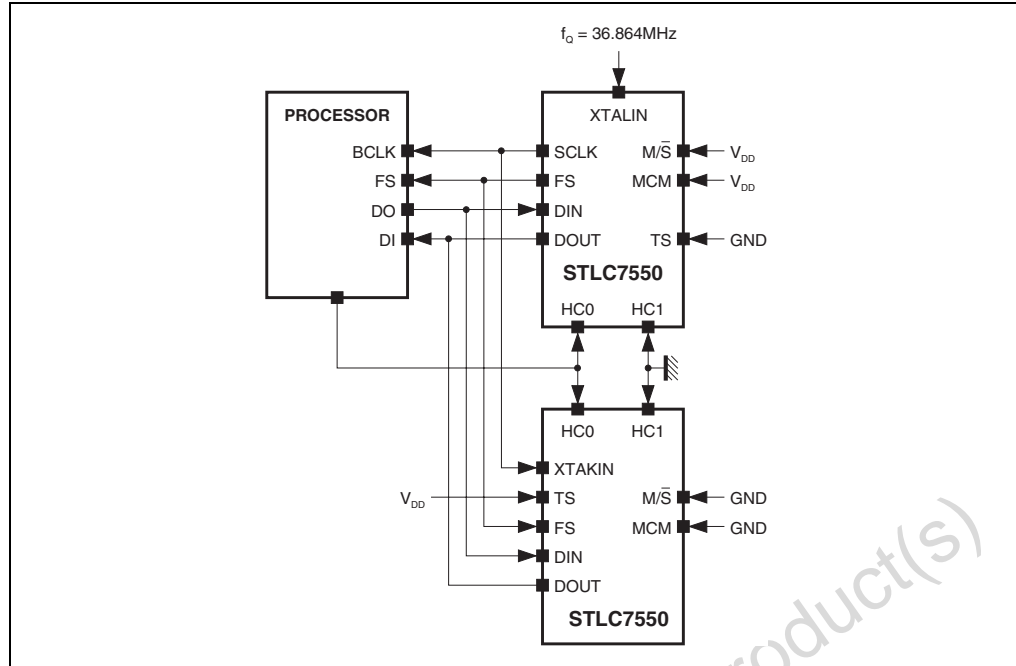 f_Q = 36.864MHz
PROCESSOR
BCLK
FS
DO
DI
XTALIN
SCLK
FS
DIN
DOUT
M/S̅
MCM
TS
V_DD
V_DD
GND
STLC7550
HC0 HC1
HC0 HC1
XTAKIN
TS
FS
DIN
DOUT
V_DD
M/S̅
MCM
GND
GND
STLC7550
roduct(s)